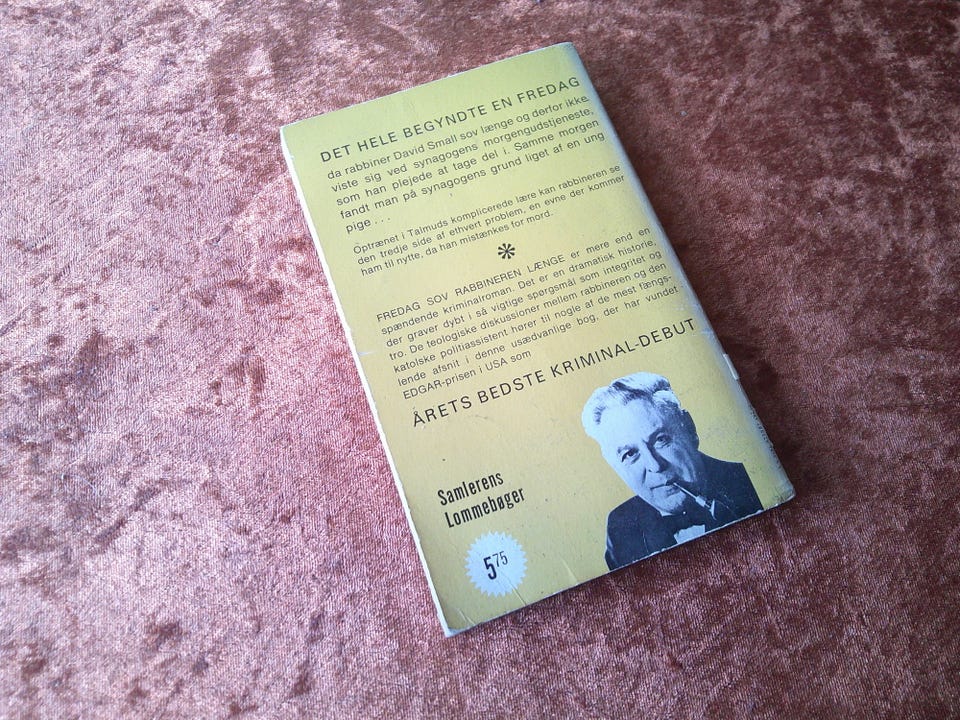 DET HELE BEGYNDTE EN FREDAG
da rabbiner David Small sov længe og derfor ikke
viste sig ved synagogens morgengudstjeneste,
som han plejede at tage del i. Samme morgen
fandt man på synagogens grund liget af en ung
pige ...
Optrænet i Talmuds komplicerede lære kan rabbineren se
den tredje side af ethvert problem, en evne der kommer
ham til nytte, da han mistænkes for mord.
*
FREDAG SOV RABBINEREN LÆNGE er mere end en
spændende kriminalroman. Det er en dramatisk historie,
der graver dybt i så vigtige spørgsmål som integritet og
tro. De teologiske diskussioner mellem rabbineren og den
katolske politiassistent hører til nogle af de mest fængs-
lende afsnit i denne usædvanlige bog, der har vundet
EDGAR-prisen i USA som
ÅRETS BEDSTE KRIMINAL-DEBUT
Samlerens
Lommebøger
5 75